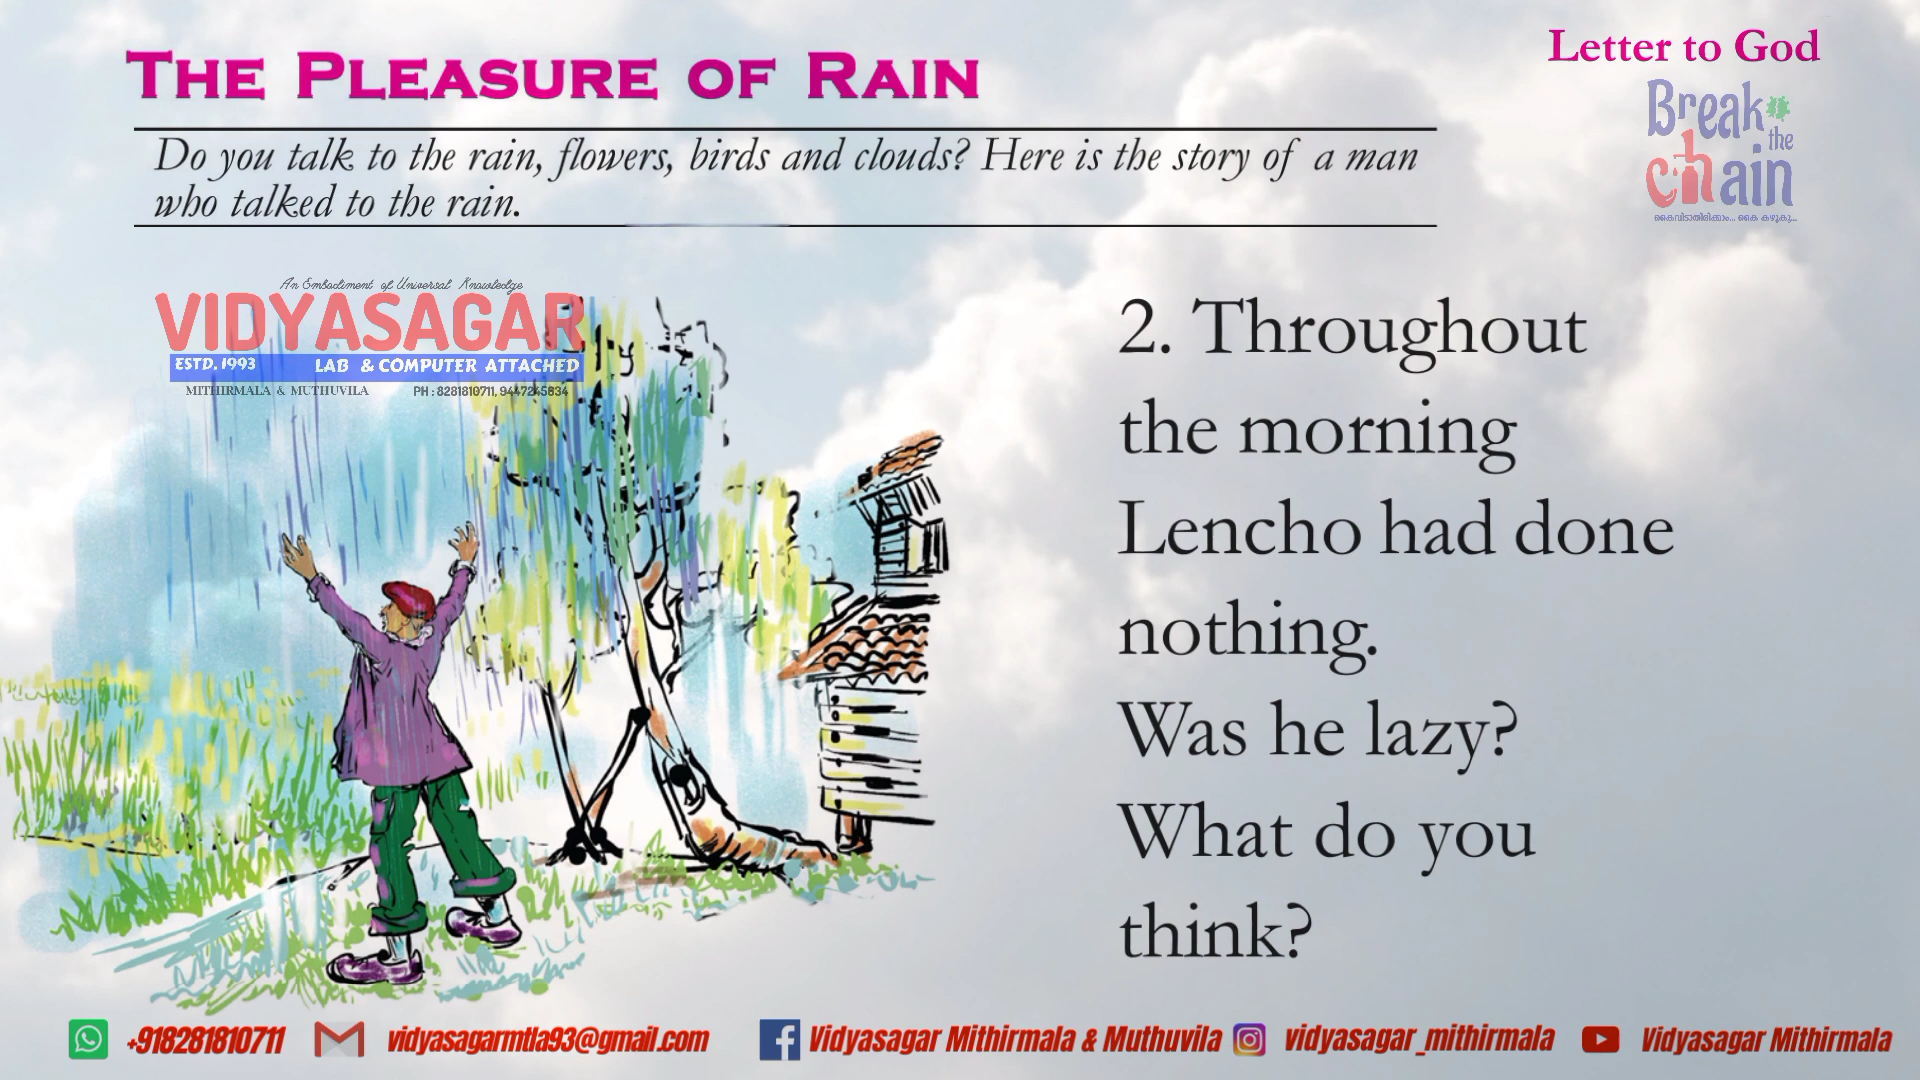 THE PLEASURE OF RAIN
Letter to God
Break
the
chain
കൈവിടാതിരിക്കാം... കൈ കഴുകൂ...
Do you talk to the rain, flowers, birds and clouds? Here is the story of a man
who talked to the rain.
An Embodiment of Universal Knowledge
VIDYASAGAR
ESTD. 1993 LAB & COMPUTER ATTACHED
MITHIRMALA & MUTHUVILA PH : 8281810711, 9447245634
2. Throughout
the morning
Lencho had done
nothing.
Was he lazy?
What do you
think?
+918281810711 vidyasagarmtla93@gmail.com Vidyasagar Mithirmala & Muthuvila vidyasagar_mithirmala Vidyasagar Mithirmala